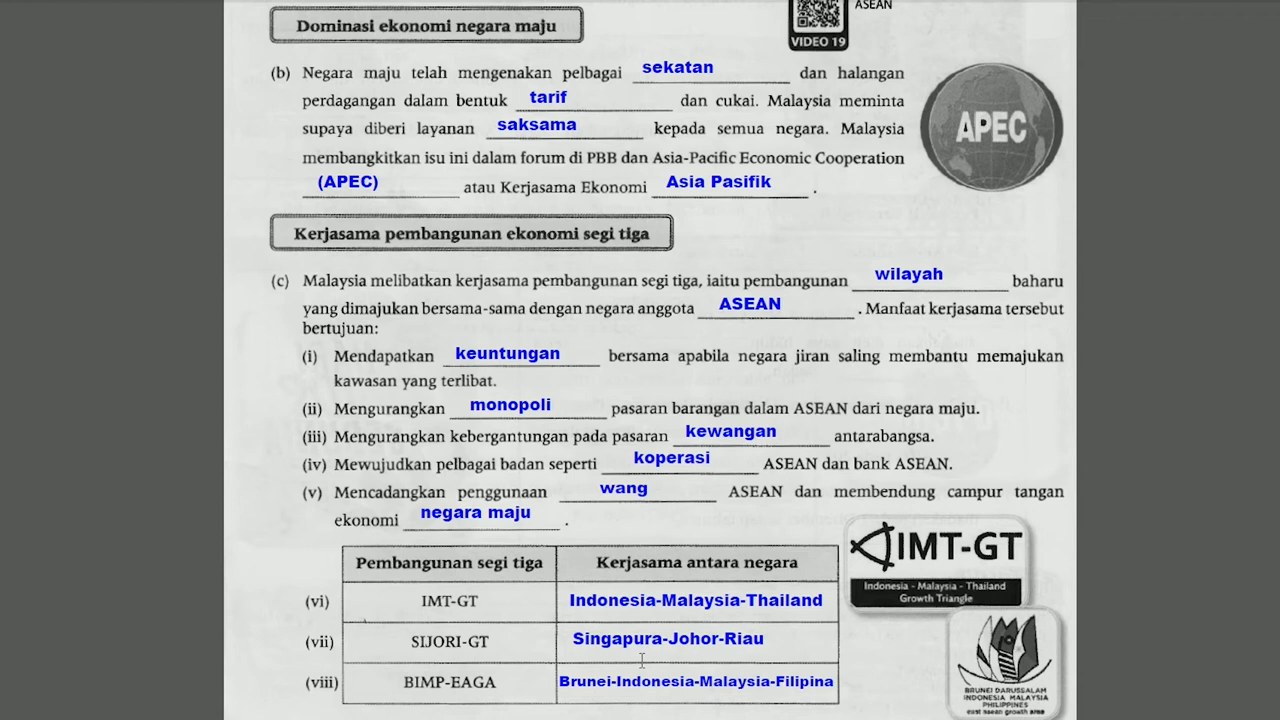 ASEAN
Dominasi ekonomi negara maju
VIDEO 19
(b) Negara maju telah mengenakan pelbagai sekatan dan halangan
perdagangan dalam bentuk tarif dan cukai. Malaysia meminta
supaya diberi layanan saksama kepada semua negara. Malaysia
membangkitkan isu ini dalam forum di PBB dan Asia-Pacific Economic Cooperation
(APEC) atau Kerjasama Ekonomi Asia Pasifik .
APEC
Kerjasama pembangunan ekonomi segi tiga
(c) Malaysia melibatkan kerjasama pembangunan segi tiga, iaitu pembangunan wilayah baharu
yang dimajukan bersama-sama dengan negara anggota ASEAN . Manfaat kerjasama tersebut
bertujuan:
(i) Mendapatkan keuntungan bersama apabila negara jiran saling membantu memajukan
kawasan yang terlibat.
(ii) Mengurangkan monopoli pasaran barangan dalam ASEAN dari negara maju.
(iii) Mengurangkan kebergantungan pada pasaran kewangan antarabangsa.
(iv) Mewujudkan pelbagai badan seperti koperasi ASEAN dan bank ASEAN.
(v) Mencadangkan penggunaan wang ASEAN dan membendung campur tangan
ekonomi negara maju .
Pembangunan segi tiga Kerjasama antara negara
(vi) IMT-GT Indonesia-Malaysia-Thailand
(vii) SIJORI-GT Singapura-Johor-Riau
(viii) BIMP-EAGA Brunei-Indonesia-Malaysia-Filipina
IMT-GT
Indonesia - Malaysia - Thailand
Growth Triangle
BRUNEI DARUSSALAM
INDONESIA MALAYSIA
PHILIPPINES
east asean growth area